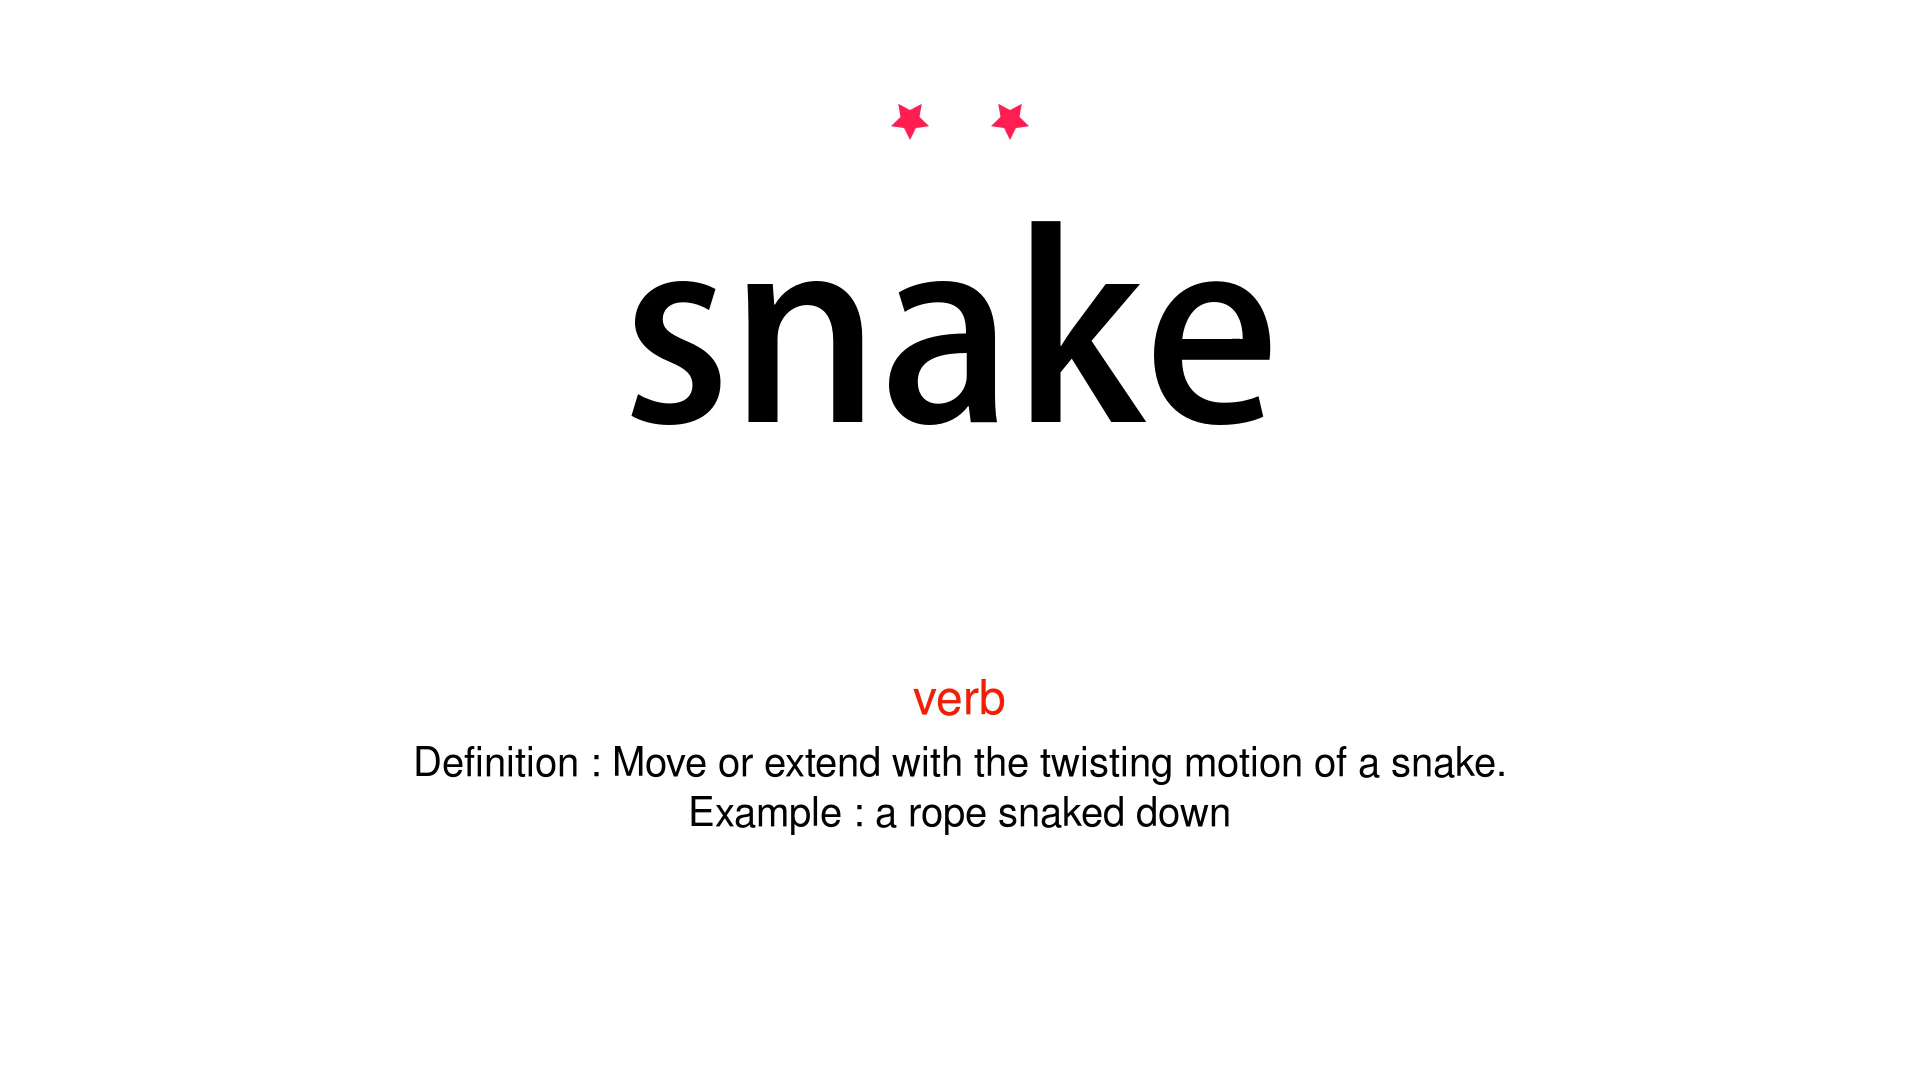 snake
verb
Definition : Move or extend with the twisting motion of a snake.
Example : a rope snaked down